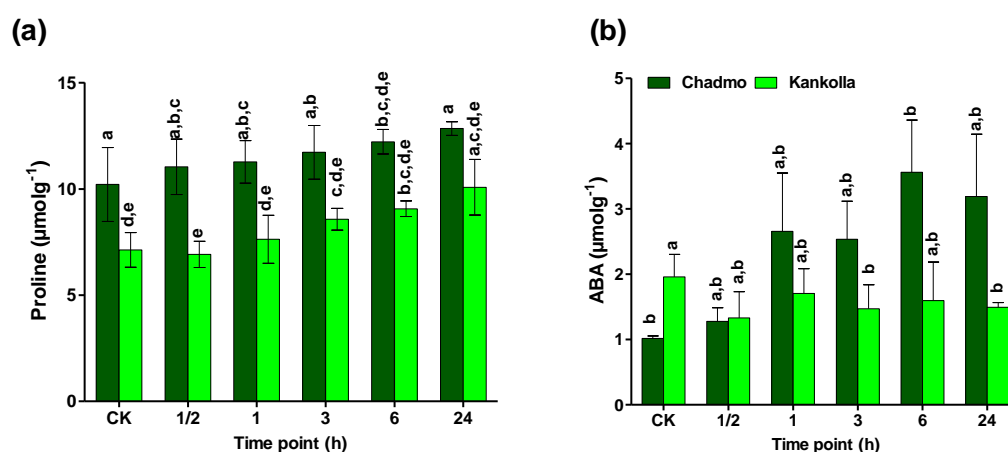 (a)
(b)
Proline (µmolg⁻¹)
15
10
5
0
a
d,e
a,b,c
e
a,b,c
d,e
a,b
c,d,e
b,c,d,e
b,c,d,e
a
a,c,d,e
CK 1/2 1 3 6 24
Time point (h)
ABA (µmolg⁻¹)
5
4
3
2
1
0
Chadmo Kankolla
b
a
a,b
a,b
a,b
a,b
a,b
b
b
a,b
a,b
b
CK 1/2 1 3 6 24
Time point (h)